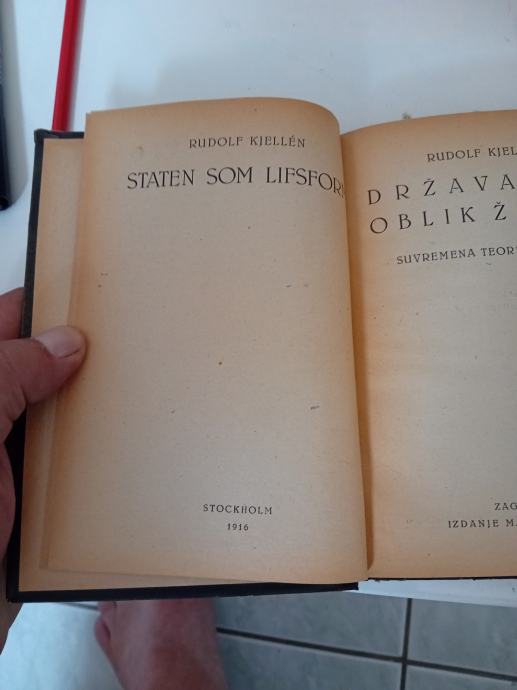 RUDOLF KJELLÉN
STATEN SOM LIFSFOR
STOCKHOLM
1916
RUDOLF KJEL
DRŽAVA
OBLIK Ž
SUVREMENA TEOR
ZAG
IZDANJE M.